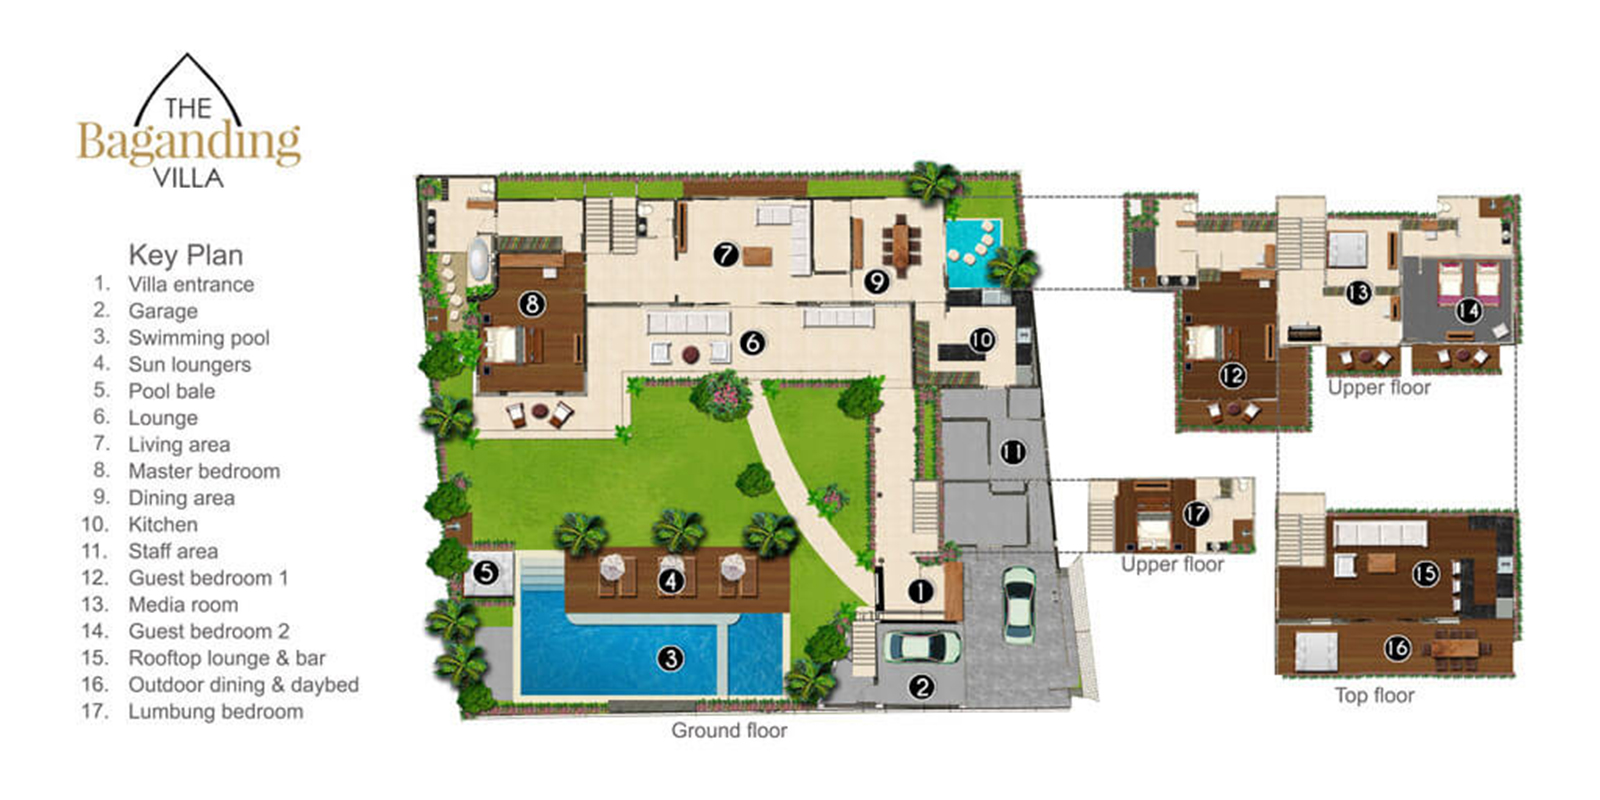 THE
Baganding
VILLA
Key Plan
1. Villa entrance
2. Garage
3. Swimming pool
4. Sun loungers
5. Pool bale
6. Lounge
7. Living area
8. Master bedroom
9. Dining area
10. Kitchen
11. Staff area
12. Guest bedroom 1
13. Media room
14. Guest bedroom 2
15. Rooftop lounge & bar
16. Outdoor dining & daybed
17. Lumbung bedroom
7
9
8
6
10
11
5
4
1
3
2
Ground floor
13
14
12
Upper floor
17
Upper floor
15
16
Top floor